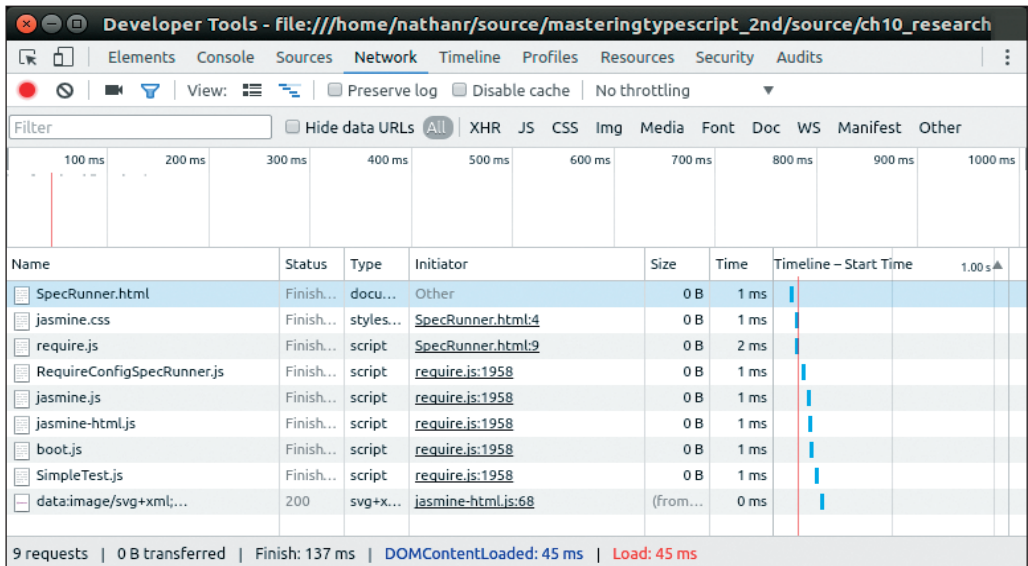 Developer Tools - file:///home/nathanr/source/masteringtypescript_2nd/source/ch10_research
Elements Console Sources Network Timeline Profiles Resources Security Audits
View: Preserve log Disable cache No throttling
Filter Hide data URLs All XHR JS CSS Img Media Font Doc WS Manifest Other
100 ms 200 ms 300 ms 400 ms 500 ms 600 ms 700 ms 800 ms 900 ms 1000 ms
Name Status Type Initiator Size Time Timeline – Start Time 1.00 s
SpecRunner.html Finish... docu... Other 0 B 1 ms
jasmine.css Finish... styles... SpecRunner.html:4 0 B 1 ms
require.js Finish... script SpecRunner.html:9 0 B 2 ms
RequireConfigSpecRunner.js Finish... script require.js:1958 0 B 1 ms
jasmine.js Finish... script require.js:1958 0 B 1 ms
jasmine-html.js Finish... script require.js:1958 0 B 1 ms
boot.js Finish... script require.js:1958 0 B 1 ms
SimpleTest.js Finish... script require.js:1958 0 B 1 ms
data:image/svg+xml;... 200 svg+x... jasmine-html.js:68 (from... 0 ms
9 requests | 0 B transferred | Finish: 137 ms | DOMContentLoaded: 45 ms | Load: 45 ms